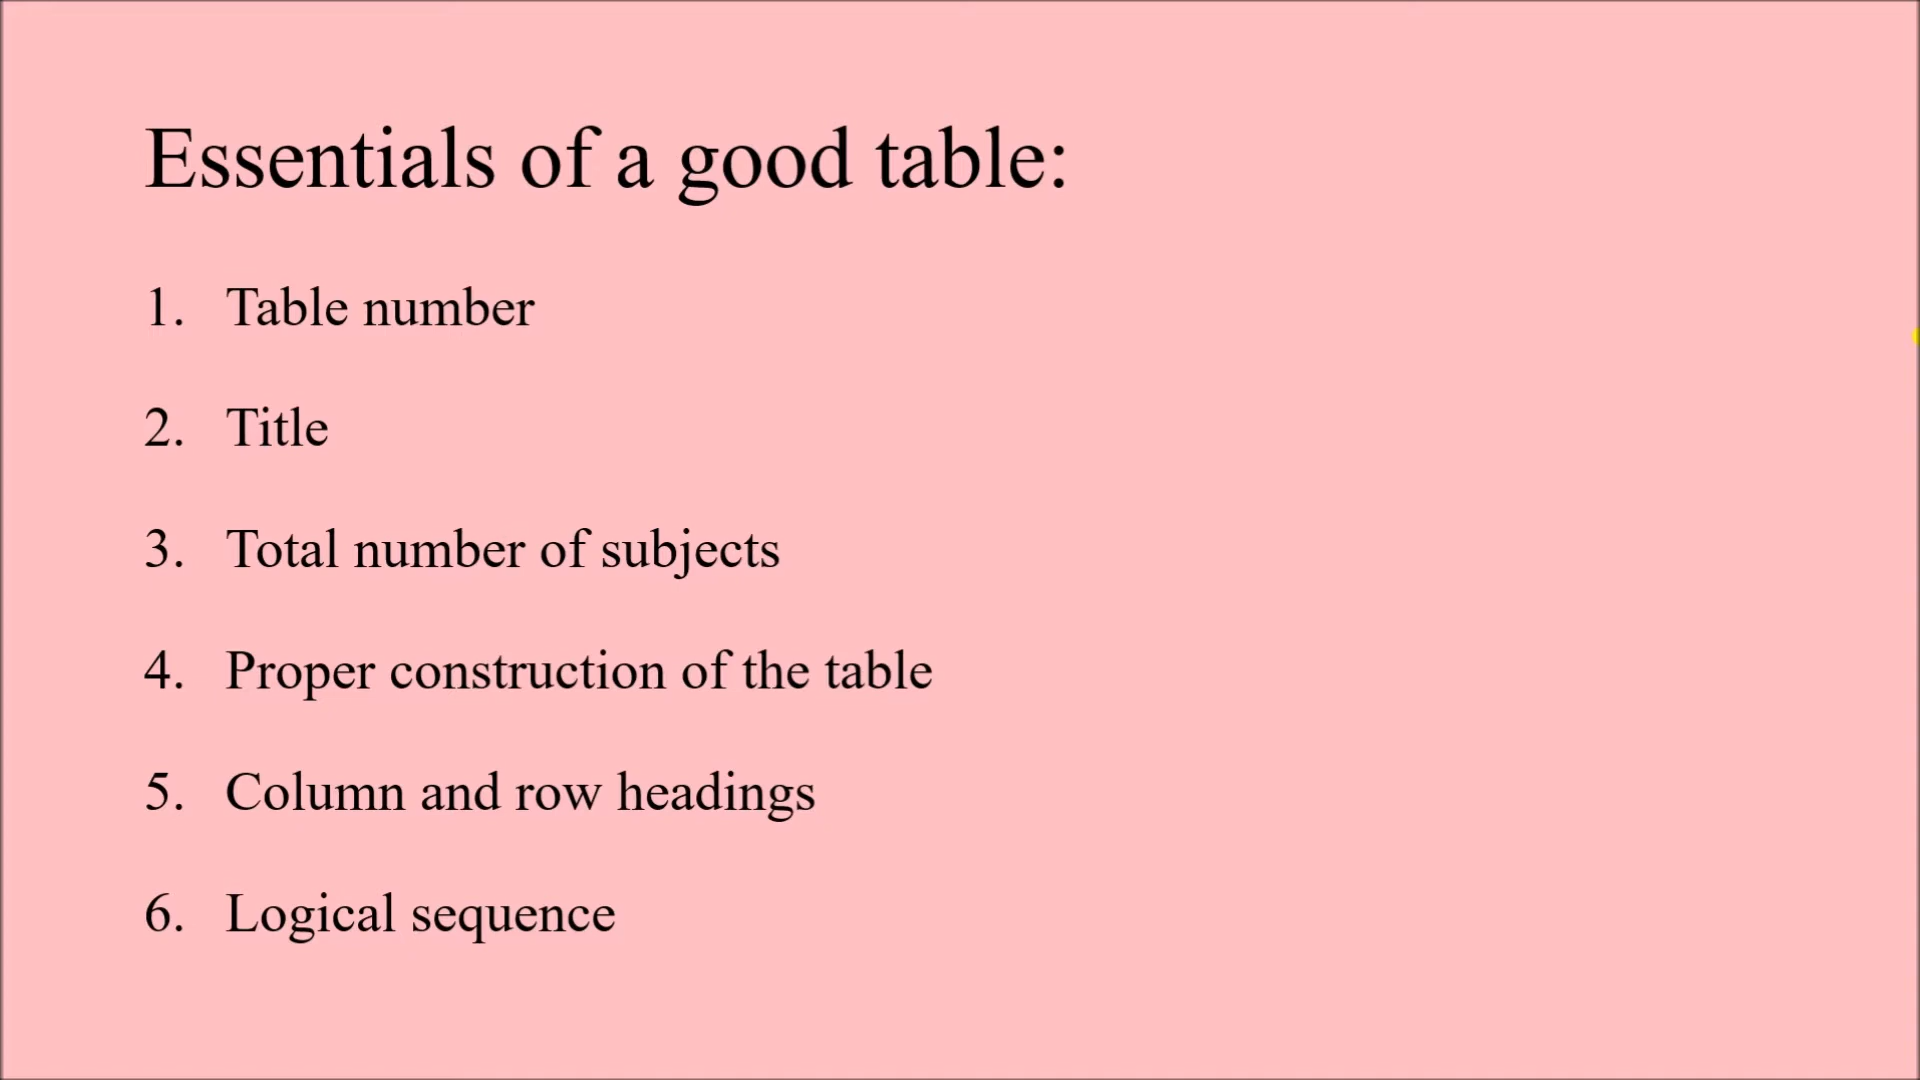 Essentials of a good table:
1. Table number
2. Title
3. Total number of subjects
4. Proper construction of the table
5. Column and row headings
6. Logical sequence